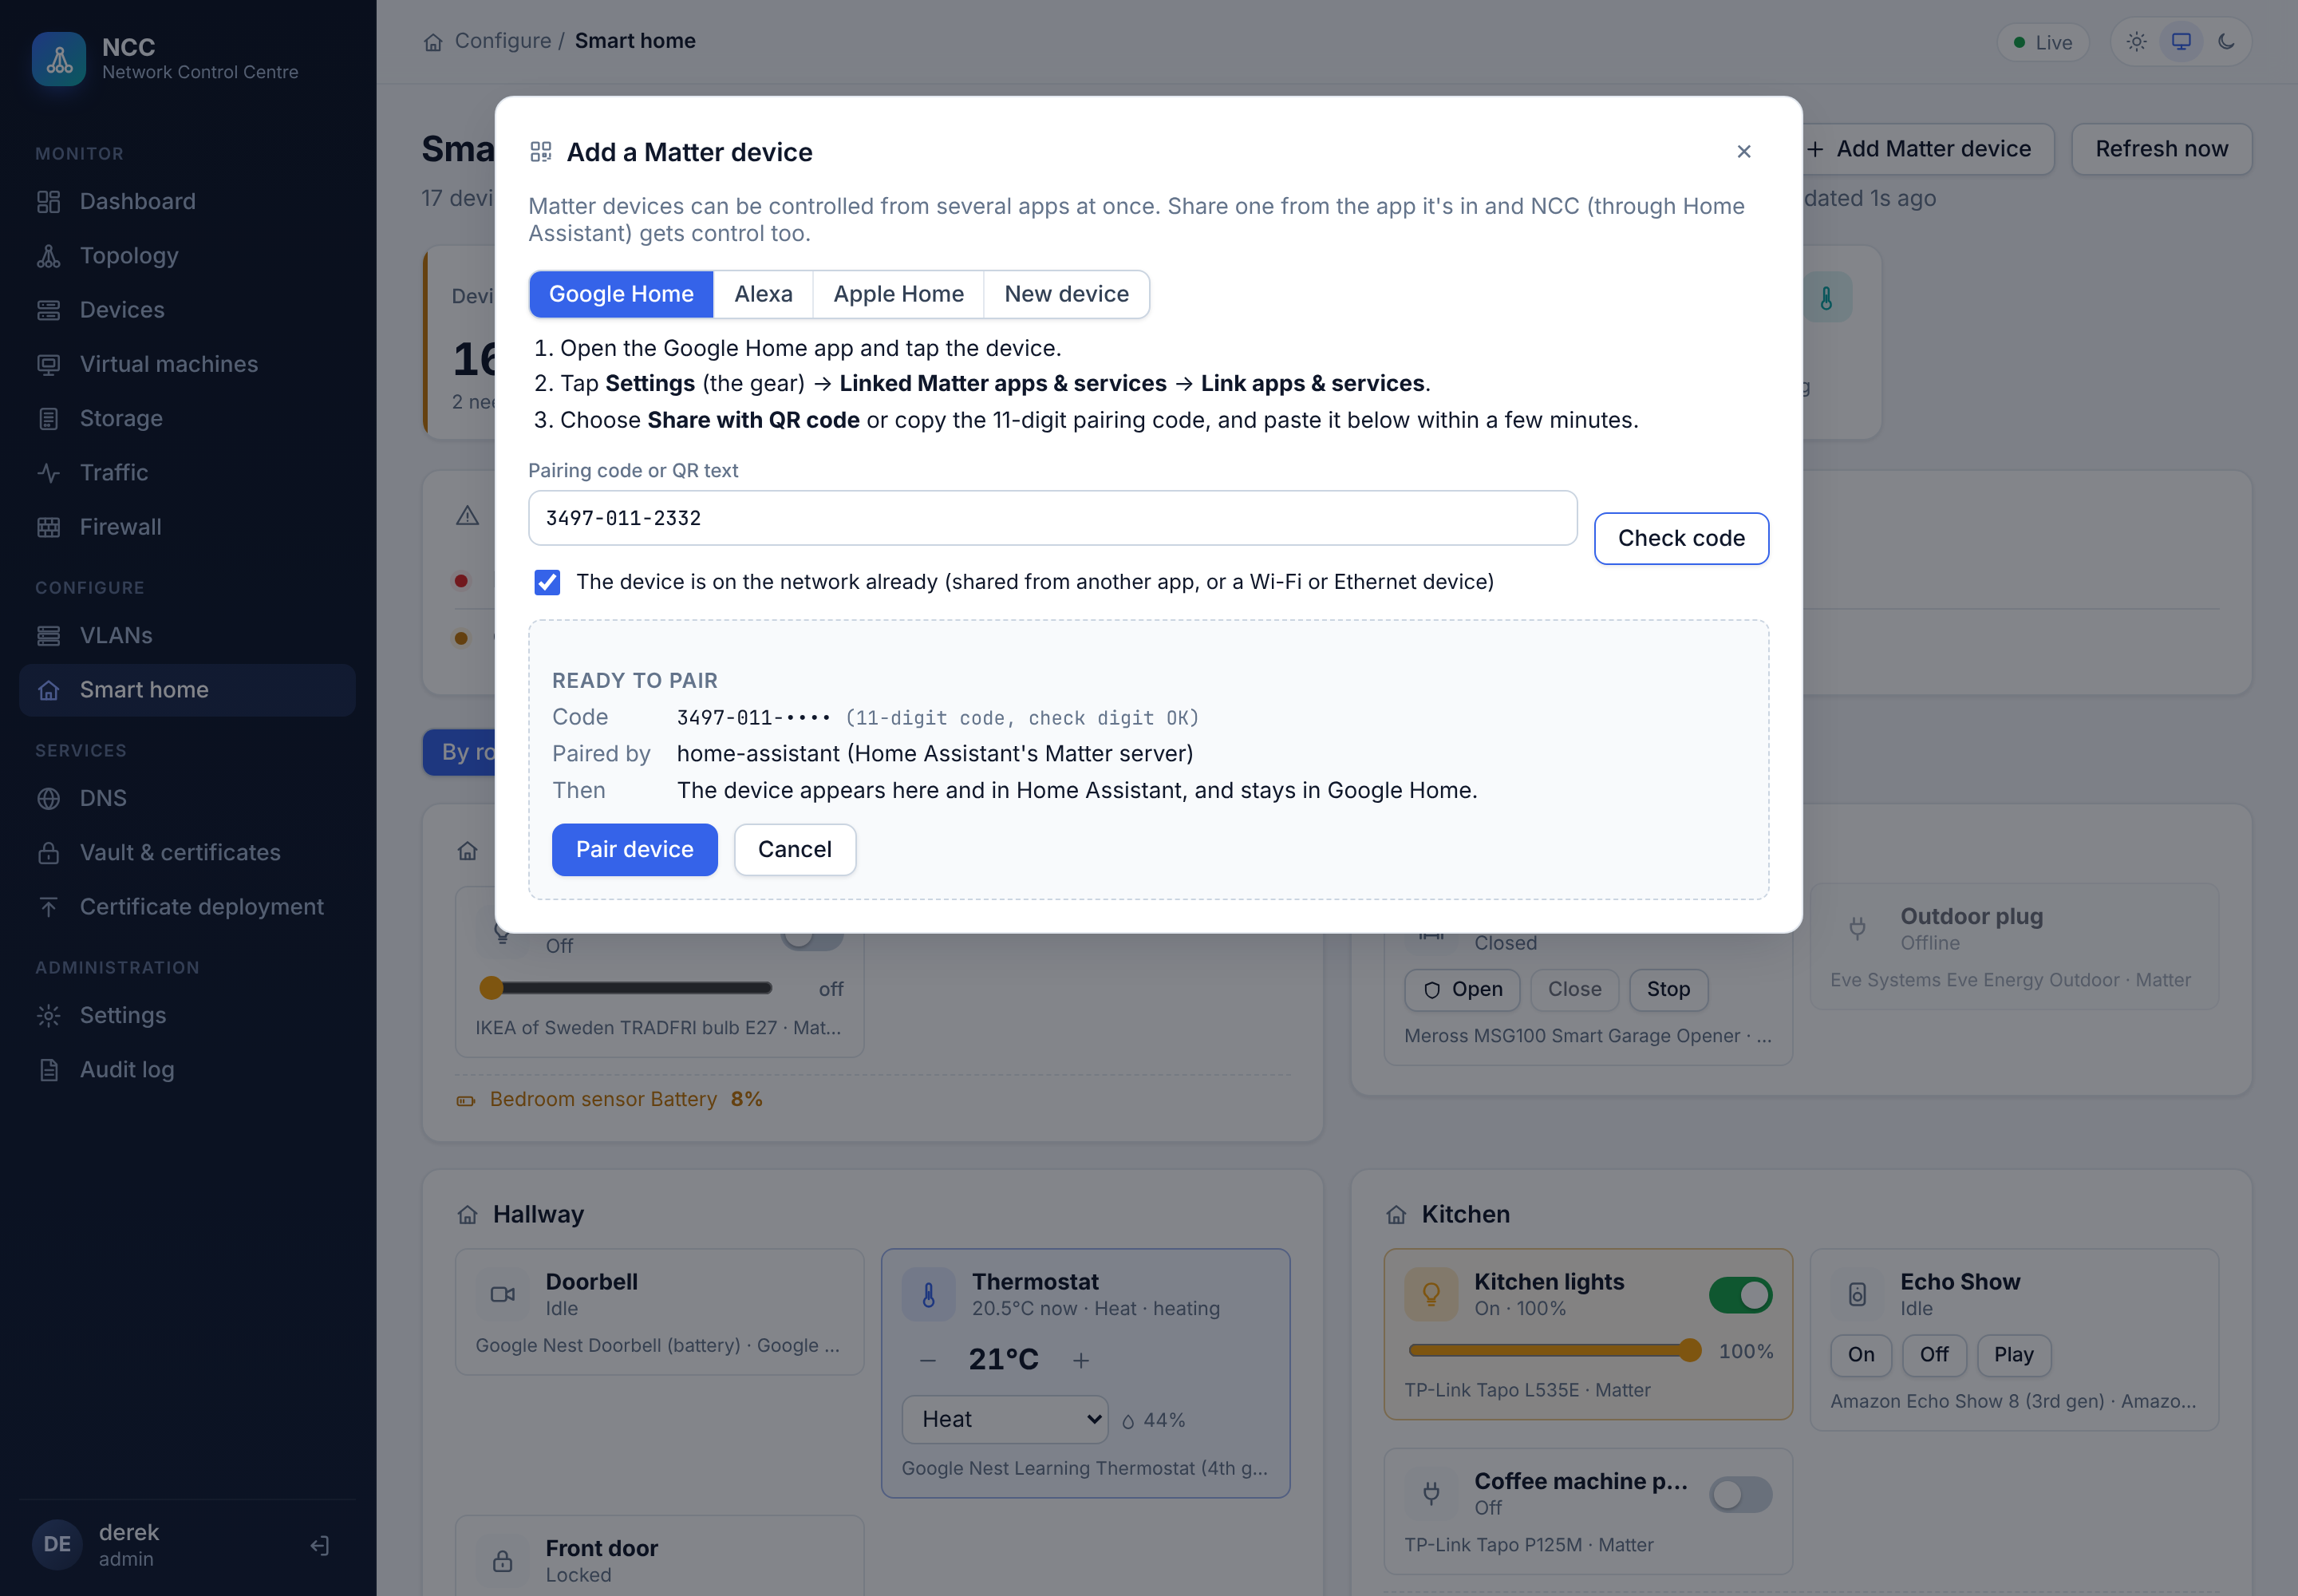 NCC
Network Control Centre
MONITOR
Dashboard
Topology
Devices
Virtual machines
Storage
Traffic
Firewall
CONFIGURE
VLANs
Smart home
SERVICES
DNS
Vault & certificates
Certificate deployment
ADMINISTRATION
Settings
Audit log
DE
derek
admin
Configure / Smart home
Live
Add Matter device
Refresh now
17
1s ago
2
Add a Matter device
Matter devices can be controlled from several apps at once. Share one from the app it's in and NCC (through Home
Assistant) gets control too.
Google Home Alexa Apple Home New device
1. Open the Google Home app and tap the device.
2. Tap Settings (the gear) → Linked Matter apps & services → Link apps & services.
3. Choose Share with QR code or copy the 11-digit pairing code, and paste it below within a few minutes.
Pairing code or QR text
3497-011-2332
Check code
The device is on the network already (shared from another app, or a Wi-Fi or Ethernet device)
READY TO PAIR
Code 3497-011-•••• (11-digit code, check digit OK)
Paired by home-assistant (Home Assistant's Matter server)
Then The device appears here and in Home Assistant, and stays in Google Home.
Pair device Cancel
By
Off
off
IKEA of Sweden TRADFRI bulb E27 · Mat...
Bedroom sensor Battery 8%
Closed
Open Close Stop
Meross MSG100 Smart Garage Opener · ...
Outdoor plug
Offline
Eve Systems Eve Energy Outdoor · Matter
Hallway
Doorbell
Idle
Google Nest Doorbell (battery) · Google ...
Thermostat
20.5°C now · Heat · heating
− 21°C +
Heat 44%
Google Nest Learning Thermostat (4th g...
Front door
Locked
Kitchen
Kitchen lights
On · 100%
100%
TP-Link Tapo L535E · Matter
Echo Show
Idle
On Off Play
Amazon Echo Show 8 (3rd gen) · Amazo...
Coffee machine p...
Off
TP-Link Tapo P125M · Matter